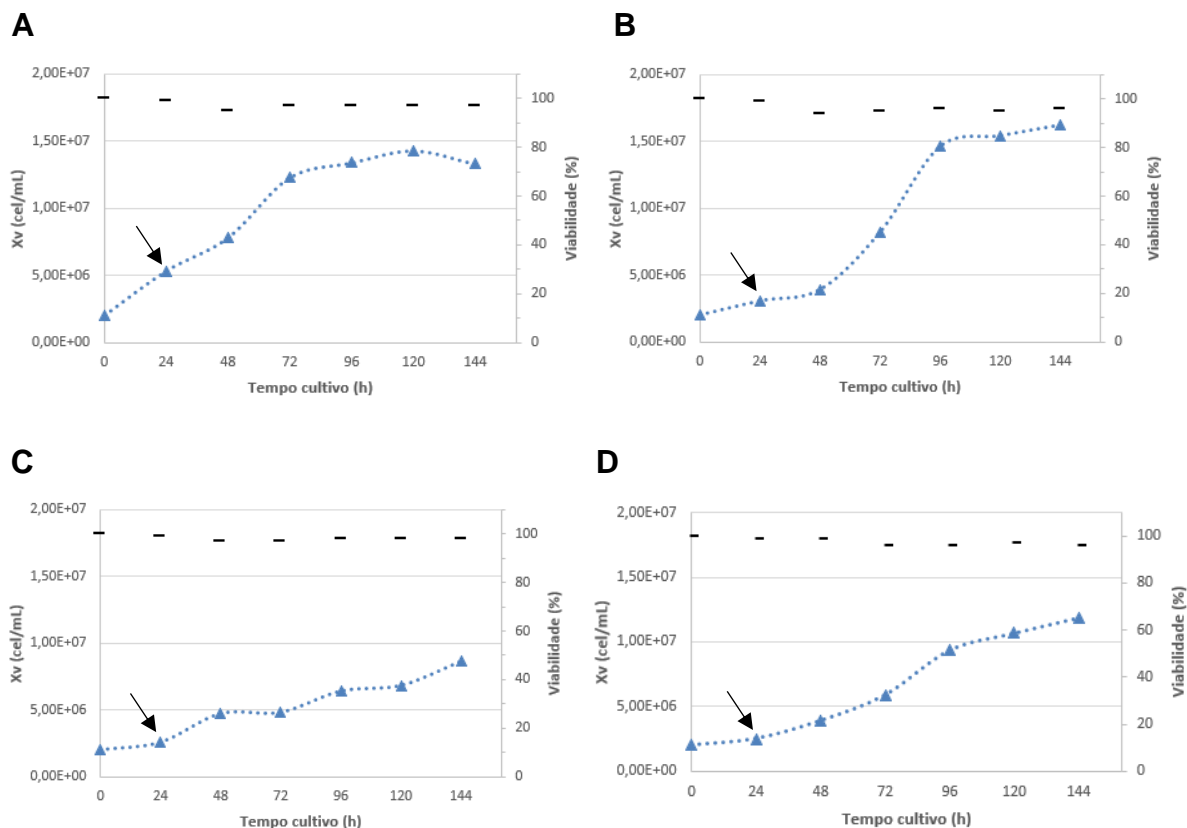 A
2,00E+07
1,50E+07
1,00E+07
5,00E+06
0,00E+00
Xv (cel/mL)
100
80
60
40
20
0
Viabilidade (%)
0 24 48 72 96 120 144
Tempo cultivo (h)
B
2,00E+07
1,50E+07
1,00E+07
5,00E+06
0,00E+00
Xv (cel/mL)
100
80
60
40
20
0
Viabilidade (%)
0 24 48 72 96 120 144
Tempo cultivo (h)
C
2,00E+07
1,50E+07
1,00E+07
5,00E+06
0,00E+00
Xv (cel/mL)
100
80
60
40
20
0
Viabilidade (%)
0 24 48 72 96 120 144
Tempo cultivo (h)
D
2,00E+07
1,50E+07
1,00E+07
5,00E+06
0,00E+00
Xv (cel/mL)
100
80
60
40
20
0
Viabilidade (%)
0 24 48 72 96 120 144
Tempo cultivo (h)